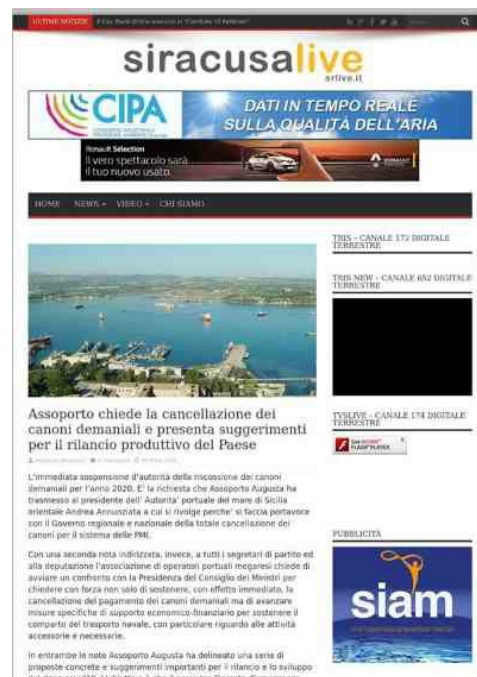 ULTIME NOTIZIE
siracusalive
srlive.it
CIPA
DATI IN TEMPO REALE
SULLA QUALITÀ DELL'ARIA
Renault Selection
Il vero spettacolo sarà
il tuo nuovo usato.
HOME NEWS VIDEO CHI SIAMO
TRIS - CANALE 172 DIGITALE
TERRESTRE
TRIS NEW - CANALE 652 DIGITALE
TERRESTRE
Assoporto chiede la cancellazione dei
canoni demaniali e presenta suggerimenti
per il rilancio produttivo del Paese
L'immediata sospensione d'autorità della riscossione dei canoni
demaniali per l'anno 2020. E' la richiesta che Assoporto Augusta ha
trasmesso al presidente dell' Autorita' portuale del mare di Sicilia
orientale Andrea Annunziata a cui si rivolge perche' si faccia portavoce
con il Governo regionale e nazionale della totale cancellazione dei
canoni per il sistema delle PMI.
Con una seconda nota indirizzata, invece, a tutti i segretari di partito ed
alla deputazione l'associazione di operatori portuali megaresi chiede di
avviare un confronto con la Presidenza del Consiglio dei Ministri per
chiedere con forza non solo di sostenere, con effetto immediato, la
cancellazione del pagamento dei canoni demaniali ma di avanzare
misure specifiche di supporto economico-finanziario per sostenere il
comparto del trasporto navale, con particolare riguardo alle attività
accessorie e necessarie.
In entrambe le note Assoporto Augusta ha delineato una serie di
proposte concrete e suggerimenti importanti per il rilancio e lo sviluppo
TVSLIVE - CANALE 174 DIGITALE
TERRESTRE
FLASH PLAYER
PUBBLICITÀ
siam